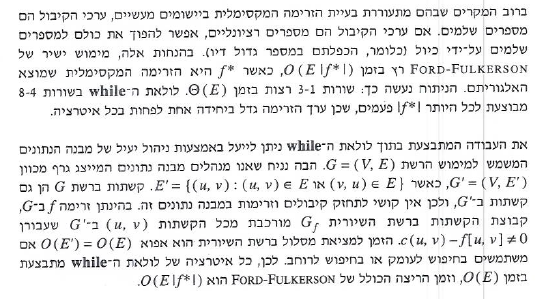 ברוב המקרים שבהם מתעוררת בעיית הזרימה המקסימלית ביישומים מעשיים, ערכי הקיבול הם
מספרים שלמים. אם ערכי הקיבול הם מספרים רציונליים, אפשר להפוך את כולם למספרים
שלמים על-ידי כיול (כלומר, הכפלתם במספר גדול דיו). בהנחות אלה, מימוש ישיר של
FORD-FULKERSON רץ בזמן O(E|f*|), כאשר f* היא הזרימה המקסימלית שמוצא
האלגוריתם. הניתוח נעשה כך: שורות 3-1 רצות בזמן Θ(E). לולאת ה-while בשורות 8-4
מבוצעת לכל היותר |f*| פעמים, שכן ערך הזרימה גדל ביחידה אחת לפחות בכל איטרציה.
את העבודה המתבצעת בתוך לולאת ה-while ניתן לייעל באמצעות ניהול יעיל של מבנה הנתונים
המשמש למימוש הרשת G = (V, E). הבה נניח שאנו מנהלים מבנה נתונים המייצג גרף מכוון
G' = (V, E'), כאשר E' = {(u, v) : (u, v) ∈ E או (v, u) ∈ E}. קשתות ברשת G הן גם
קשתות ב-G', ולכן אין קושי לתחזק קיבולים וזרימות במבנה נתונים זה. בהינתן זרימה f ב-G,
קבוצת הקשתות ברשת השיורית Gf מורכבת מכל הקשתות (u, v) ב-G' שעבורן
c(u, v) – f[u, v] ≠ 0. הזמן למציאת מסלול ברשת השיורית הוא אפוא O(E') = O(E) אם
משתמשים בחיפוש לעומק או בחיפוש לרוחב. לכן, כל איטרציה של לולאת ה-while מתבצעת
בזמן O(E), וזמן הריצה הכולל של FORD-FULKERSON הוא O(E|f*|).